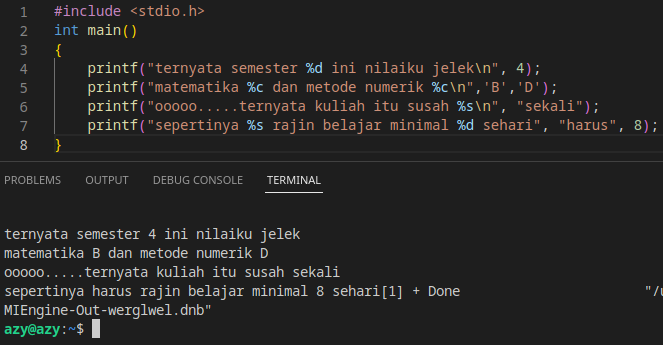 1 #include <stdio.h>
2 int main()
3 {
4 printf("ternyata semester %d ini nilaiku jelek\n", 4);
5 printf("matematika %c dan metode numerik %c\n",'B','D');
6 printf("ooooo.....ternyata kuliah itu susah %s\n", "sekali");
7 printf("sepertinya %s rajin belajar minimal %d sehari", "harus", 8);
8 }
PROBLEMS OUTPUT DEBUG CONSOLE TERMINAL
ternyata semester 4 ini nilaiku jelek
matematika B dan metode numerik D
ooooo.....ternyata kuliah itu susah sekali
sepertinya harus rajin belajar minimal 8 sehari[1] + Done "/u
MIEngine-Out-werglwel.dnb"
azy@azy:~$